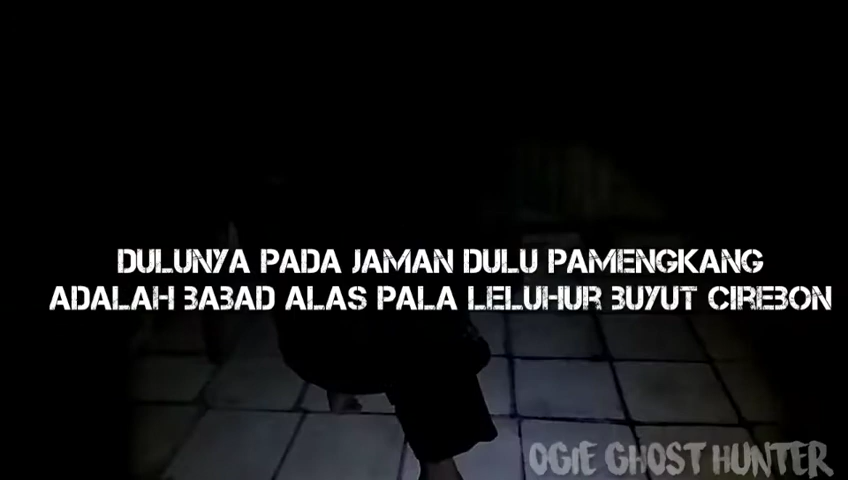 DULUNYA PADA JAMAN DULU PAMENGKANG
ADALAH BABAD ALAS PALA LELUHUR BUYUT CIREBON
OGIE GHOST HUNTER